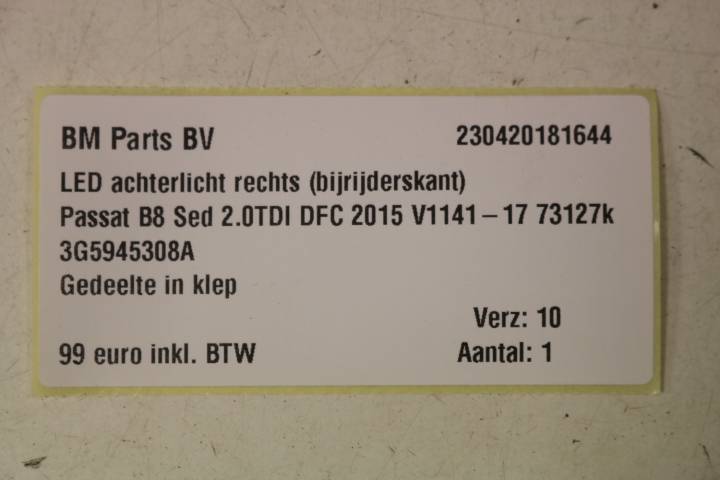 BM Parts BV 230420181644
LED achterlicht rechts (bijrijderskant)
Passat B8 Sed 2.0TDI DFC 2015 V1141-17 73127k
3G5945308A
Gedeelte in klep
Verz: 10
99 euro inkl. BTW Aantal: 1